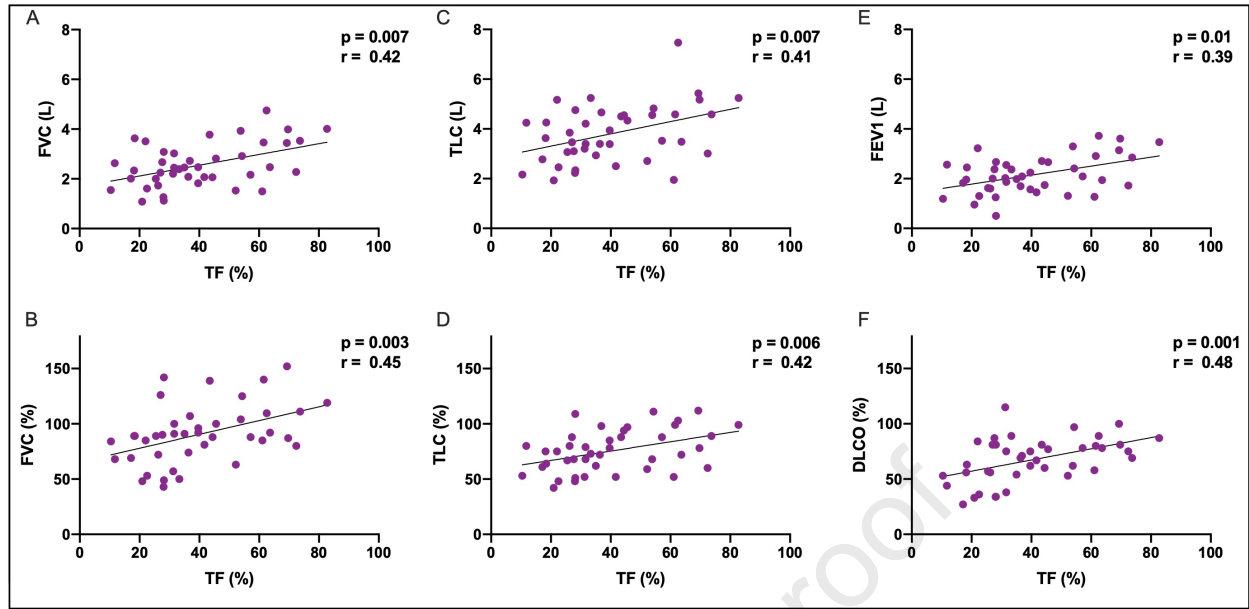 A
8
6
4
2
0
FVC (L)
0 20 40 60 80 100
TF (%)
p = 0.007
r = 0.42
C
8
6
4
2
0
TLC (L)
0 20 40 60 80 100
TF (%)
p = 0.007
r = 0.41
E
8
6
4
2
0
FEV1 (L)
0 20 40 60 80 100
TF (%)
p = 0.01
r = 0.39
B
150
100
50
0
FVC (%)
0 20 40 60 80 100
TF (%)
p = 0.003
r = 0.45
D
150
100
50
0
TLC (%)
0 20 40 60 80 100
TF (%)
p = 0.006
r = 0.42
F
150
100
50
0
DLCO (%)
0 20 40 60 80 100
TF (%)
p = 0.001
r = 0.48
roof